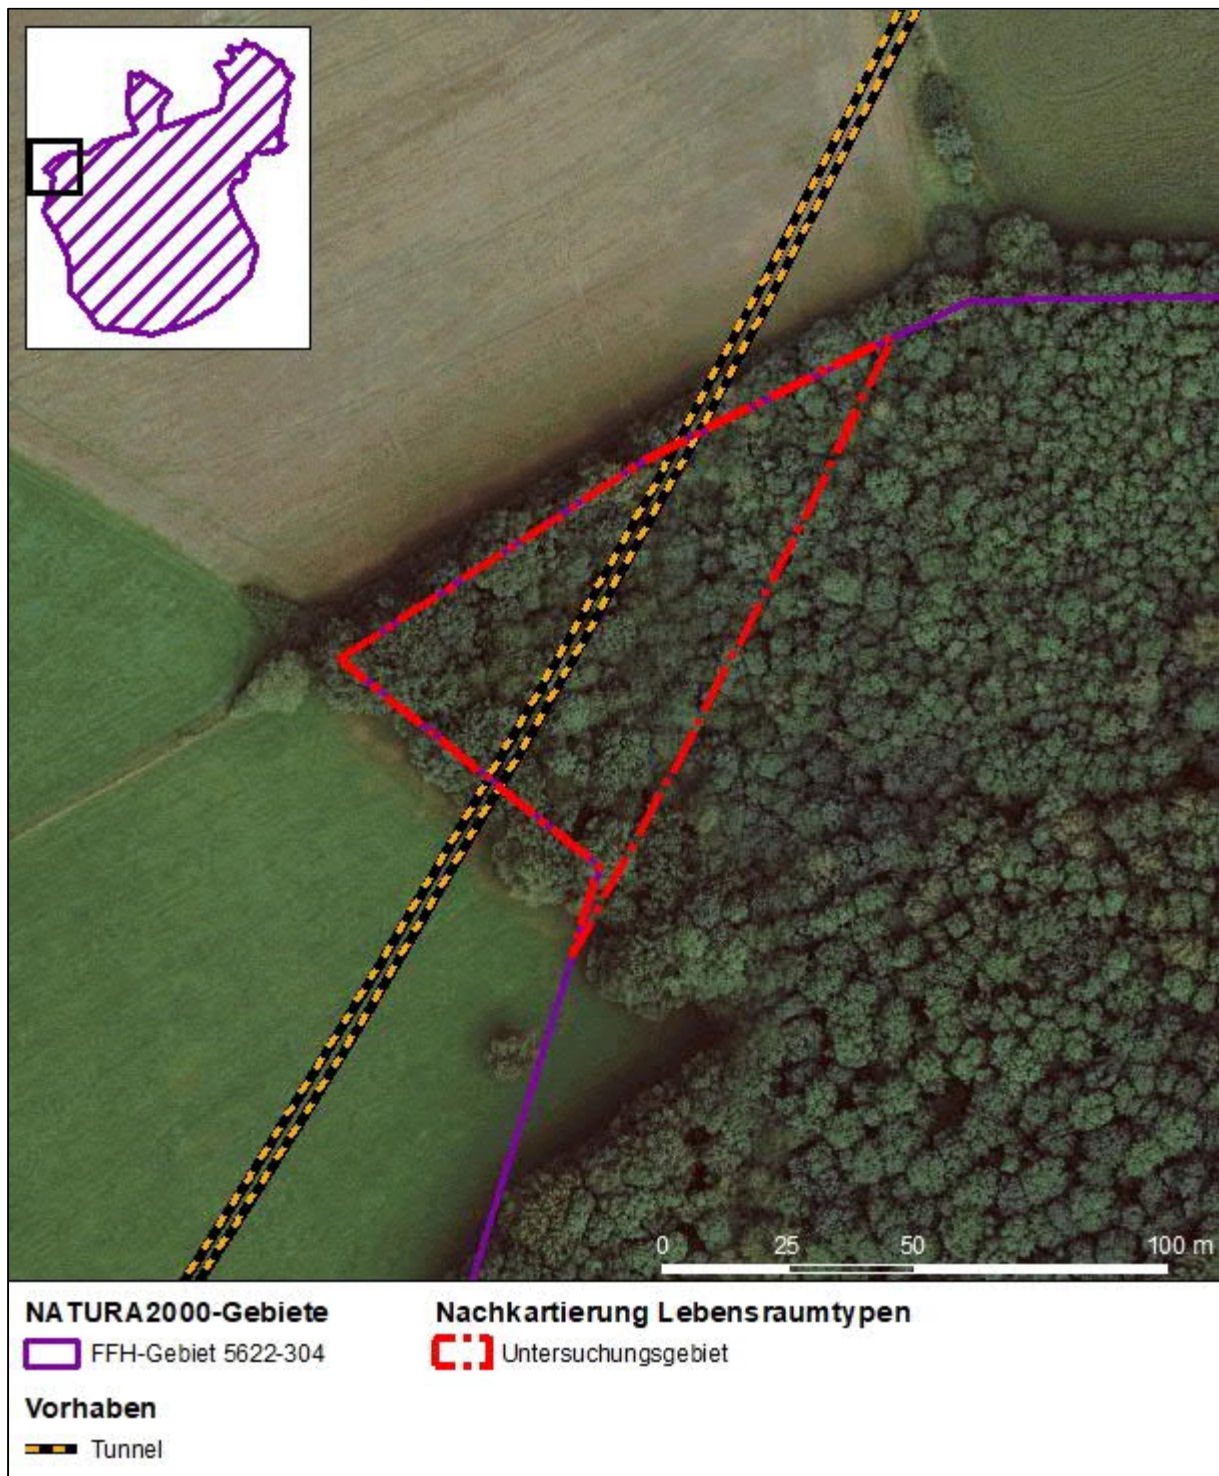 0 25 50 100 m
NATURA2000-Gebiete
FFH-Gebiet 5622-304
Nachkartierung Lebensraumtypen
Untersuchungsgebiet
Vorhaben
Tunnel